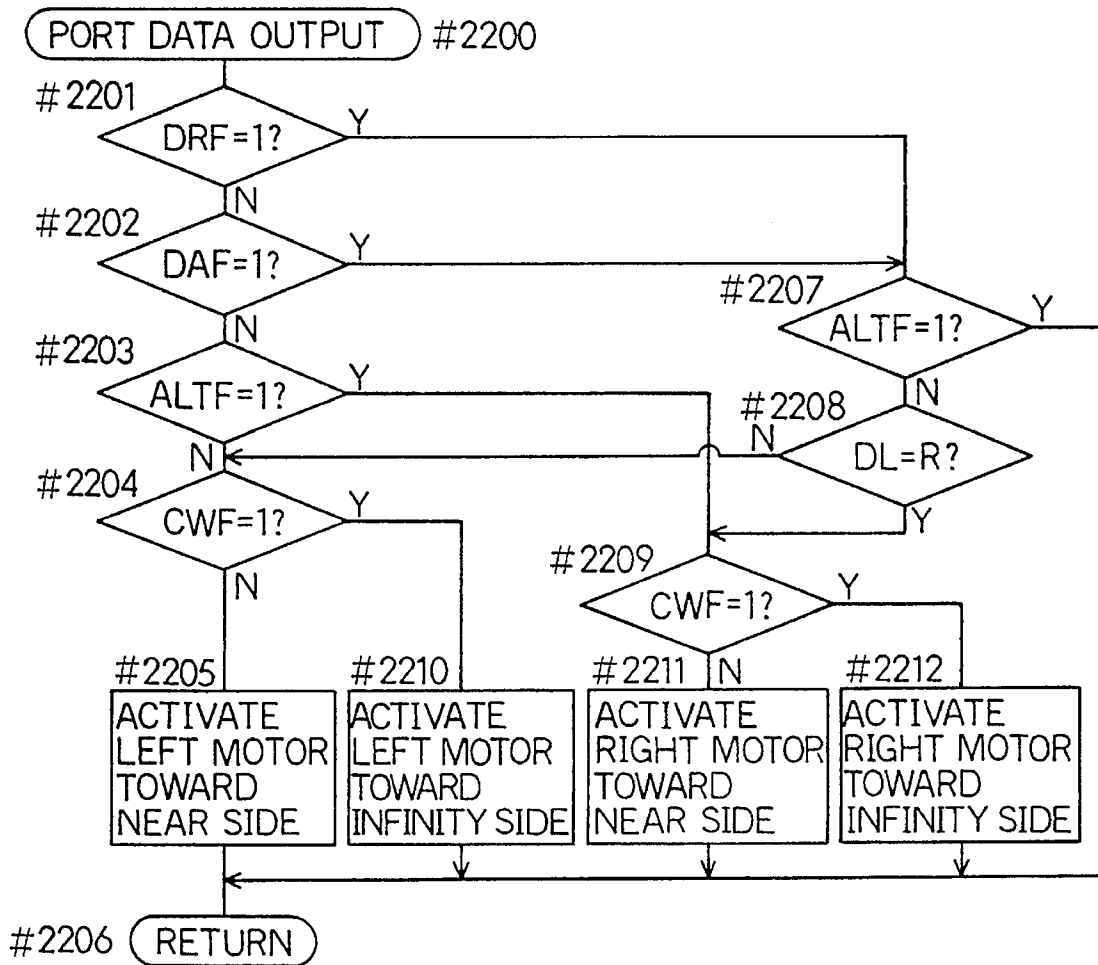 PORT DATA OUTPUT #2200
#2201
DRF=1?
Y
N
#2202
DAF=1?
Y
N
#2207
ALTF=1?
Y
N
#2203
ALTF=1?
Y
N
#2208
DL=R?
N
Y
#2204
CWF=1?
Y
N
#2209
CWF=1?
Y
N
#2205
ACTIVATE
LEFT MOTOR
TOWARD
NEAR SIDE
#2210
ACTIVATE
LEFT MOTOR
TOWARD
INFINITY SIDE
#2211
ACTIVATE
RIGHT MOTOR
TOWARD
NEAR SIDE
#2212
ACTIVATE
RIGHT MOTOR
TOWARD
INFINITY SIDE
#2206 RETURN